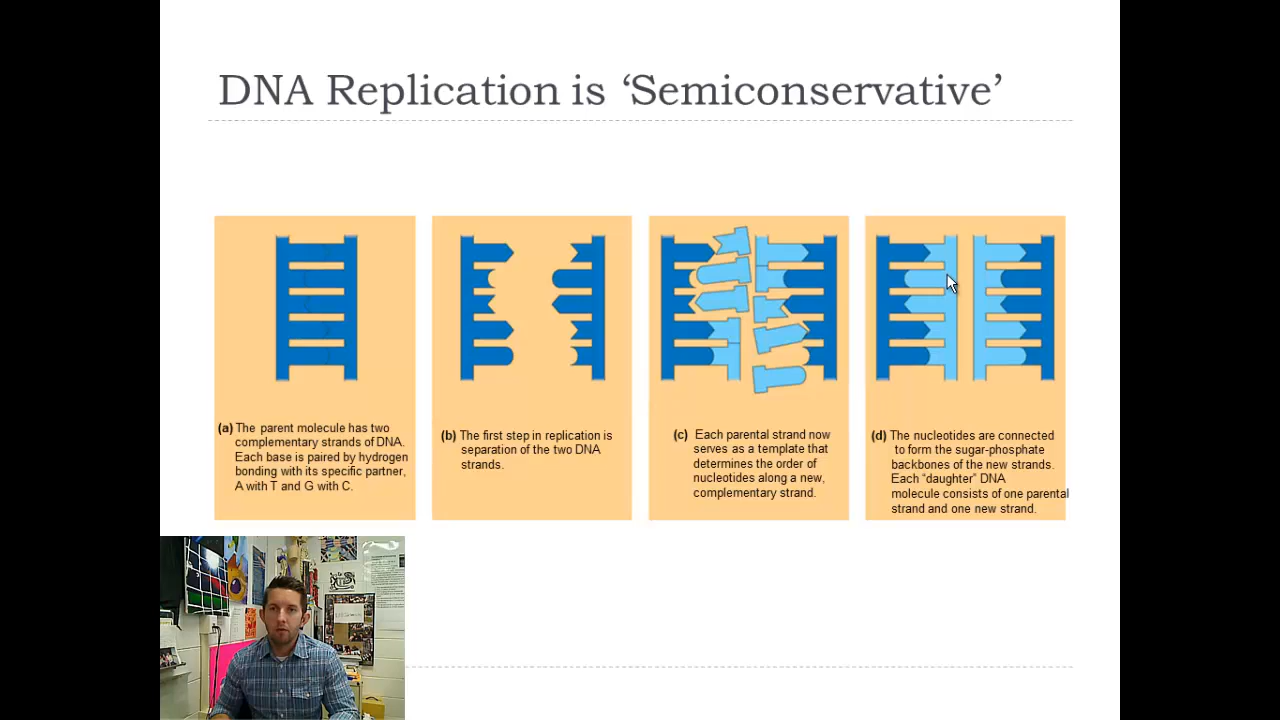 DNA Replication is ‘Semiconservative’
(a) The parent molecule has two
complementary strands of DNA.
Each base is paired by hydrogen
bonding with its specific partner,
A with T and G with C.
(b) The first step in replication is
separation of the two DNA
strands.
(c) Each parental strand now
serves as a template that
determines the order of
nucleotides along a new,
complementary strand.
(d) The nucleotides are connected
to form the sugar-phosphate
backbones of the new strands.
Each “daughter” DNA
molecule consists of one parental
strand and one new strand.